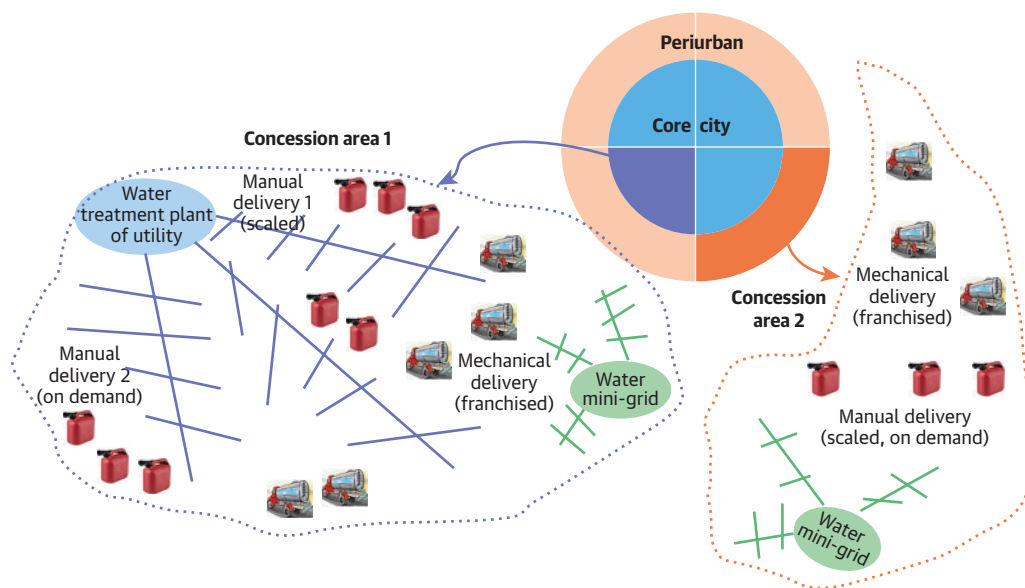 Periurban
Core city
Concession area 1
Water
treatment plant
of utility
Manual
delivery 1
(scaled)
Manual
delivery 2
(on demand)
Mechanical
delivery
(franchised)
Water
mini-grid
Concession
area 2
Mechanical
delivery
(franchised)
Manual delivery
(scaled, on demand)
Water
mini-grid